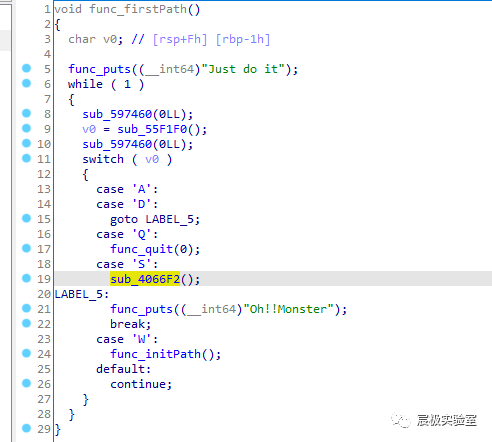 1 void func_firstPath()
2 {
3 char v0; // [rsp+Fh] [rbp-1h]
4
5 func_puts((__int64)"Just do it");
6 while ( 1 )
7 {
8 sub_597460(0LL);
9 v0 = sub_55F1F0();
10 sub_597460(0LL);
11 switch ( v0 )
12 {
13 case 'A':
14 case 'D':
15 goto LABEL_5;
16 case 'Q':
17 func_quit(0);
18 case 'S':
19 sub_4066F2();
20 LABEL_5:
21 func_puts((__int64)"Oh!!Monster");
22 break;
23 case 'W':
24 func_initPath();
25 default:
26 continue;
27 }
28 }
29 }
宸极实验室